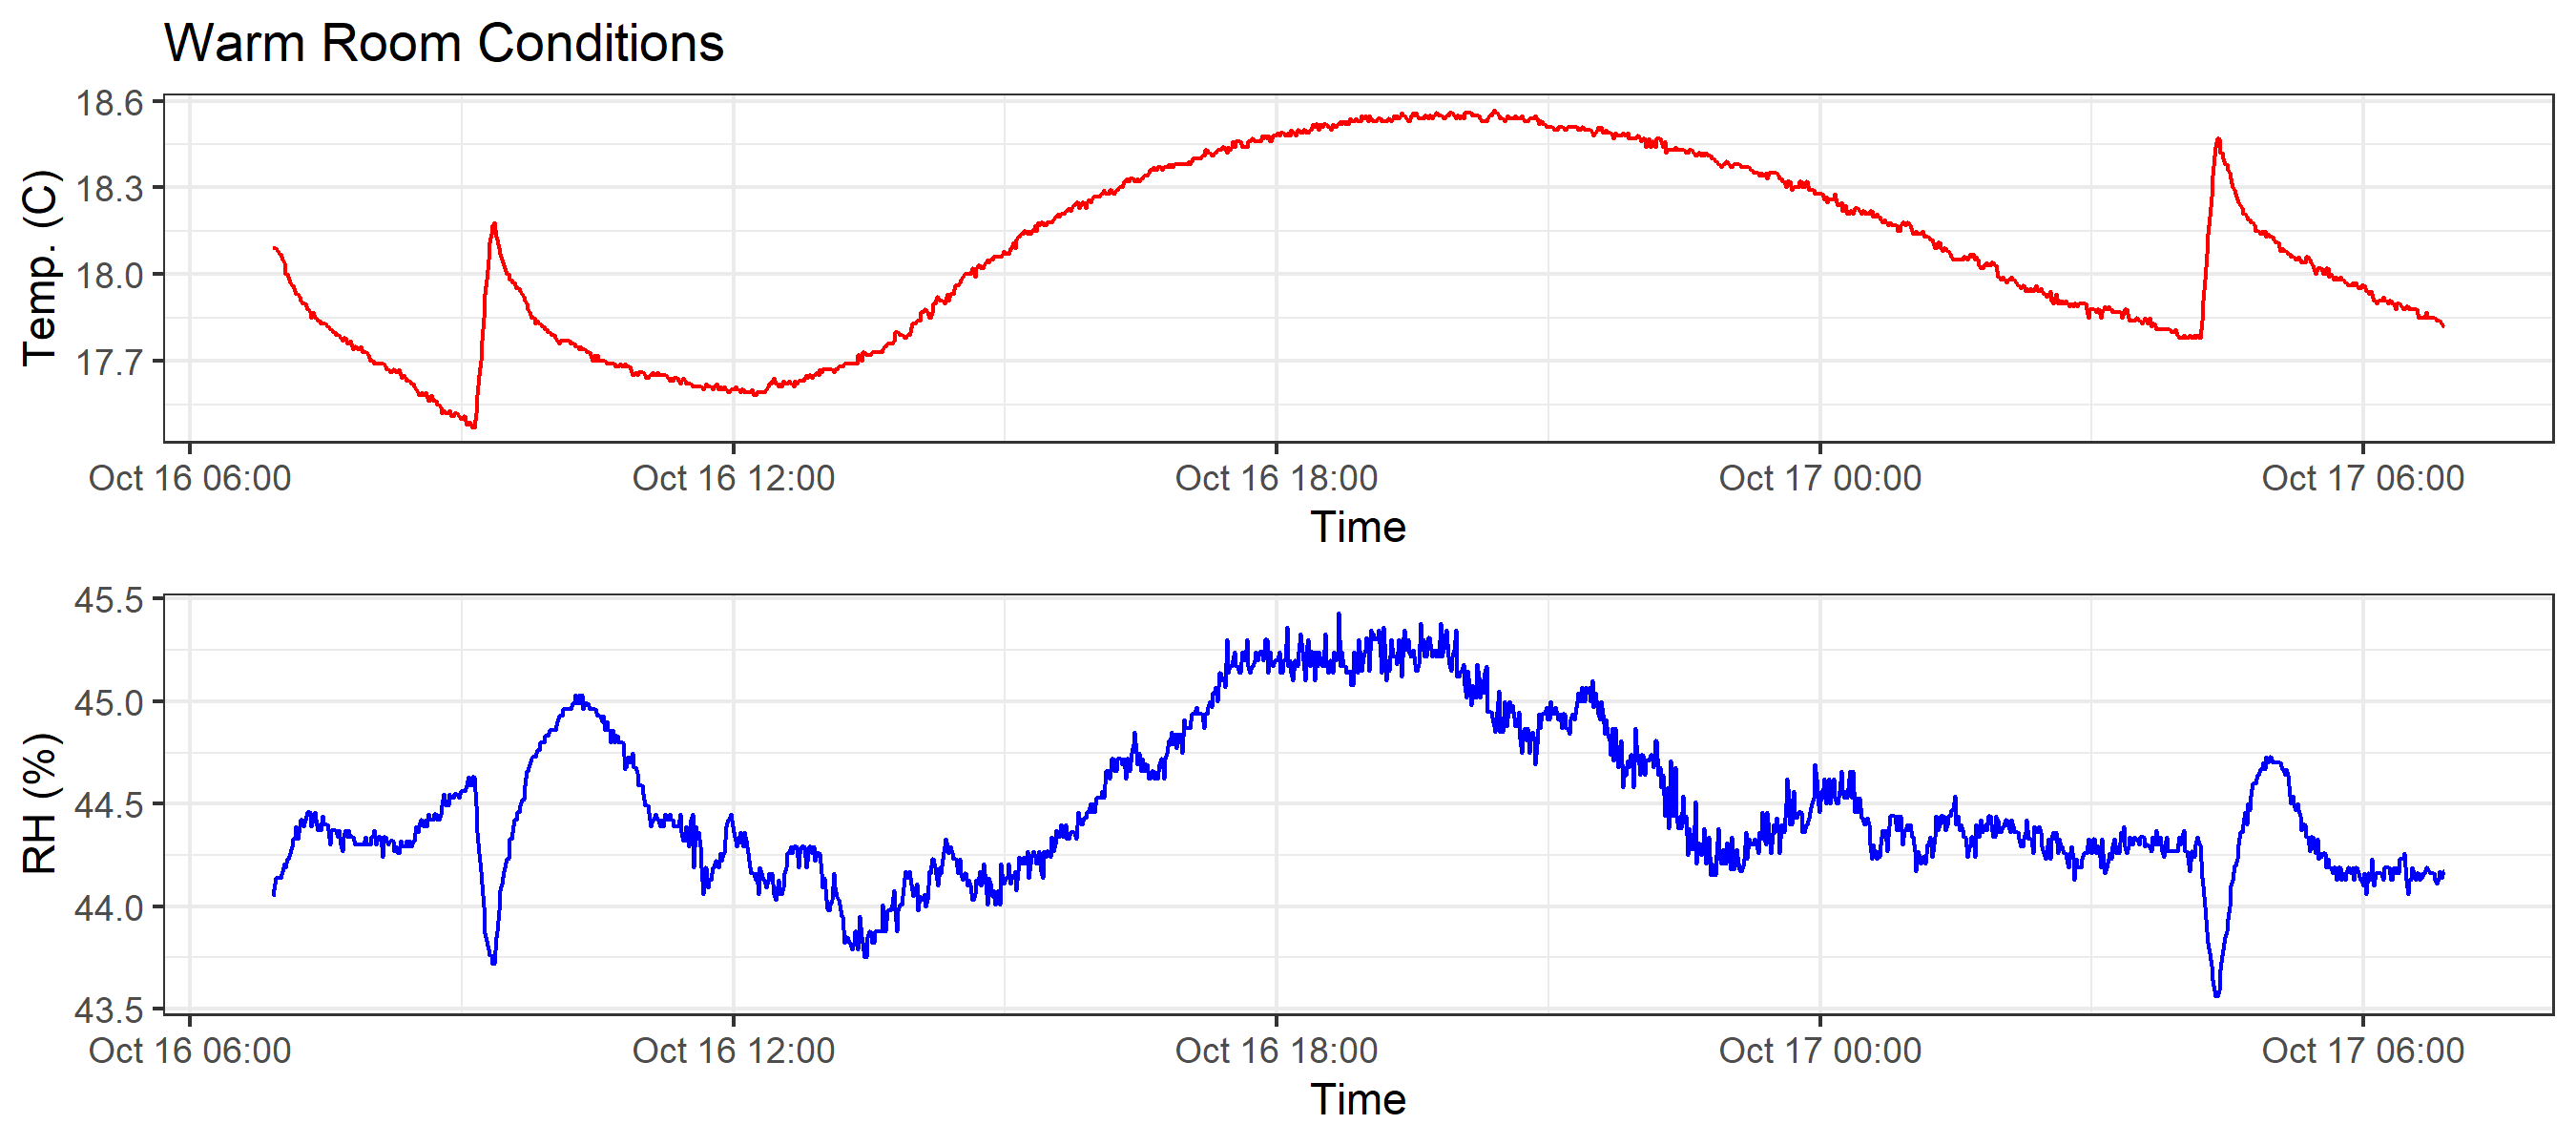 Warm Room Conditions
18.6
18.3
18.0
17.7
Temp. (C)
Oct 16 06:00 Oct 16 12:00 Oct 16 18:00 Oct 17 00:00 Oct 17 06:00
Time
45.5
45.0
44.5
44.0
43.5
RH (%)
Oct 16 06:00 Oct 16 12:00 Oct 16 18:00 Oct 17 00:00 Oct 17 06:00
Time